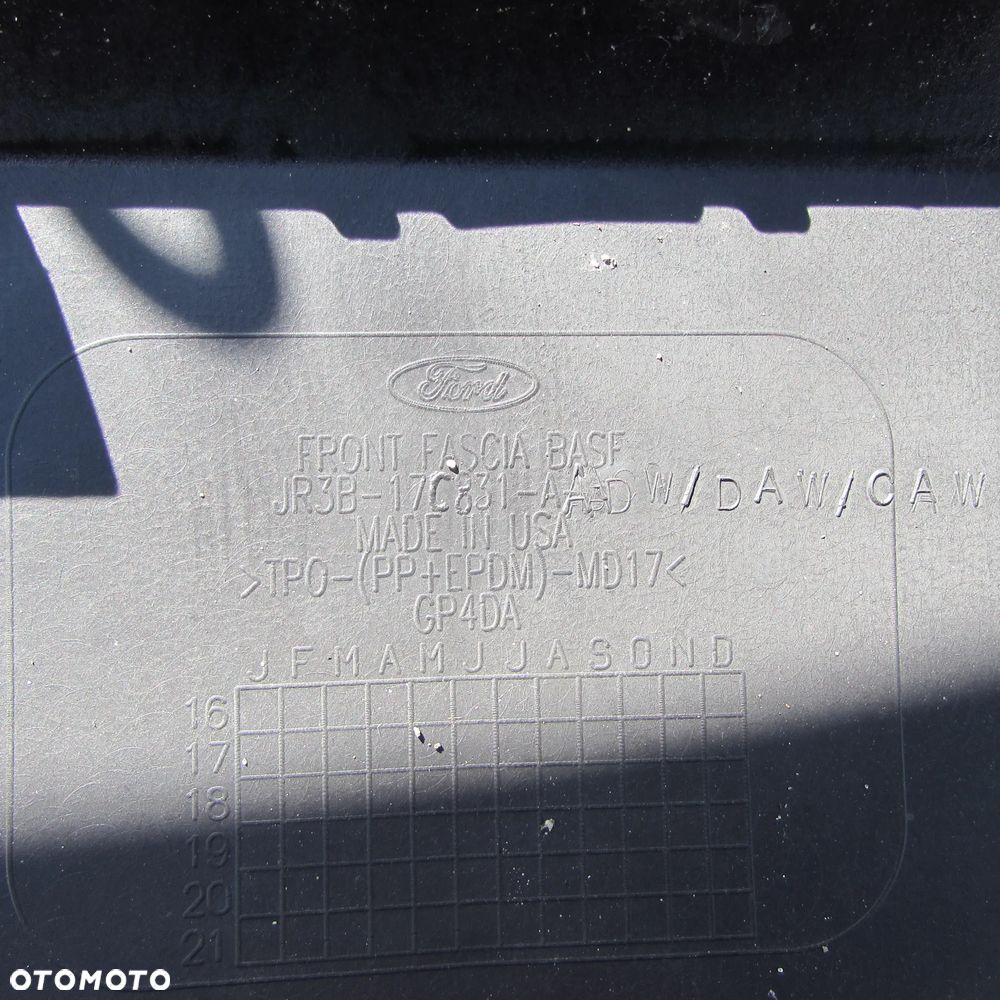 Ford
FRONT FASCIA BASE
JR3B-17C831-A A-DW/DAW/CAW
MADE IN USA
>TPO-(PP+EPDM)-MD17<
GP4DA
J F M A M J J A S O N D
16
17
18
19
20
21
OTOMOTO